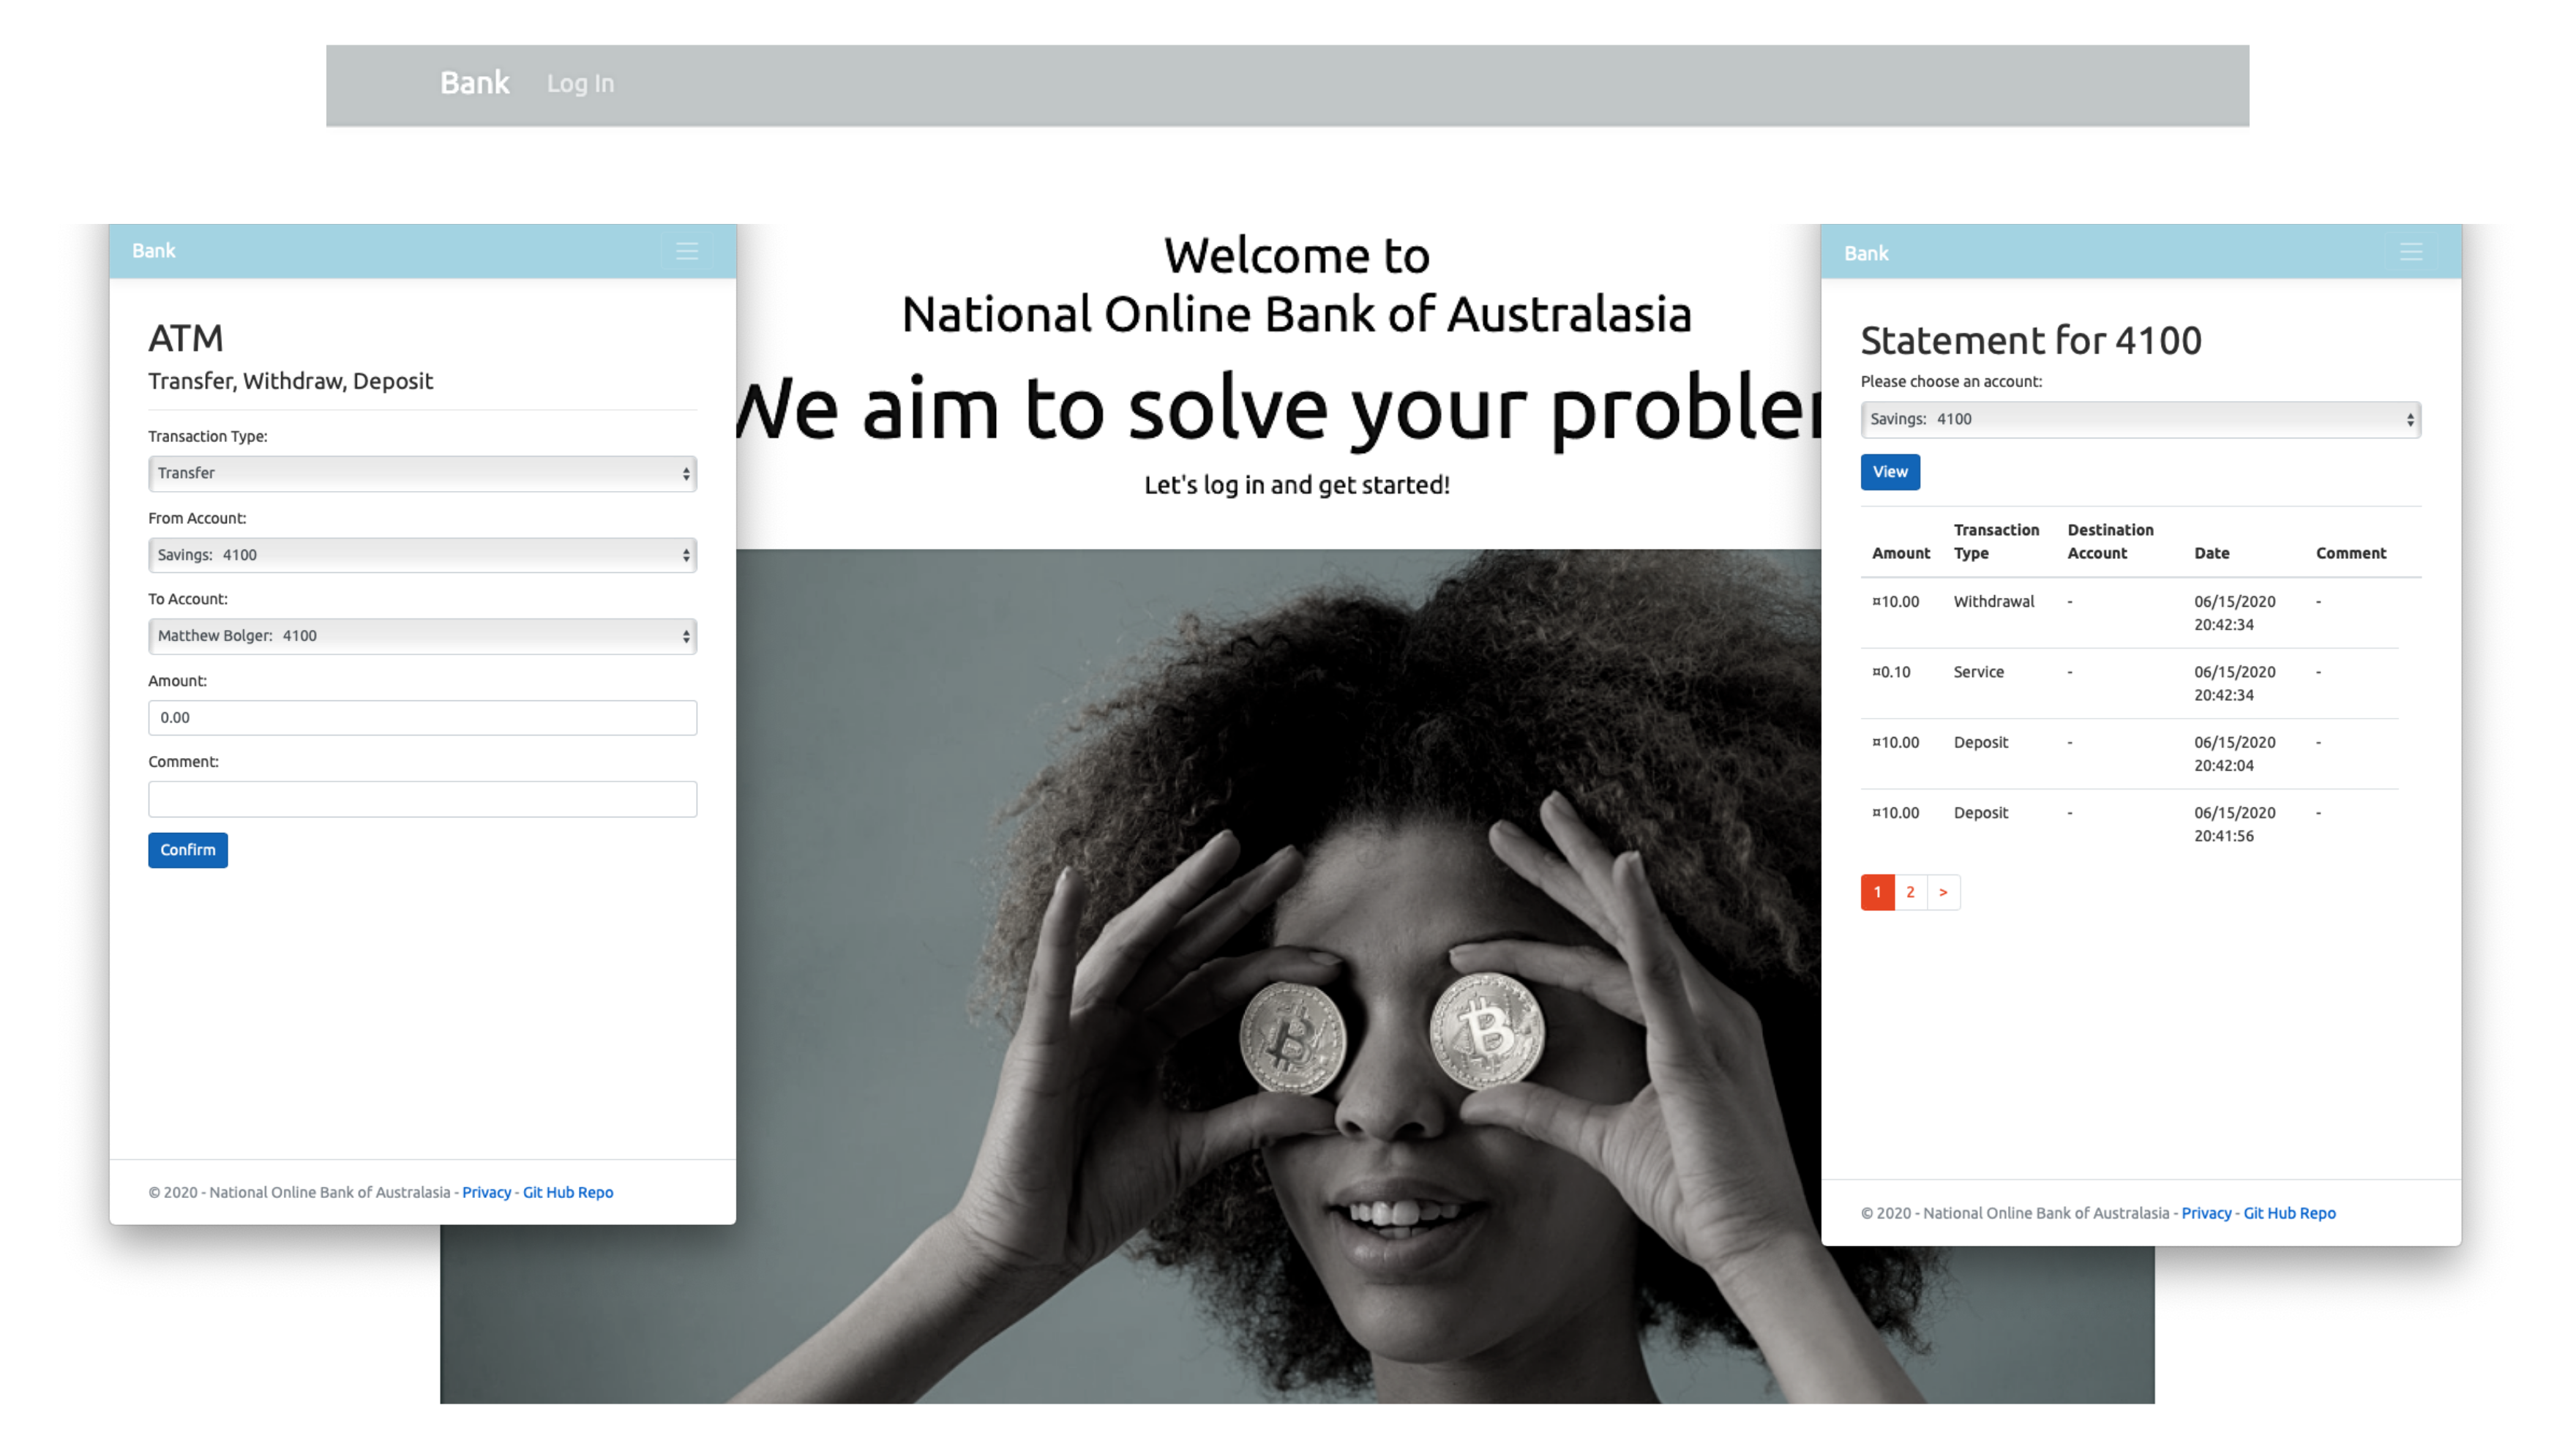 Bank Log In
Bank
ATM
Transfer, Withdraw, Deposit
Transaction Type:
Transfer
From Account:
Savings: 4100
To Account:
Matthew Bolger: 4100
Amount:
0.00
Comment:
Confirm
© 2020 - National Online Bank of Australasia - Privacy - Git Hub Repo
Welcome to
National Online Bank of Australasia
We aim to solve your
Let's log in and get started!
B B
Bank
Statement for 4100
Please choose an account:
Savings: 4100
View
Amount Transaction Type Destination Account Date Comment
¤10.00 Withdrawal - 06/15/2020 20:42:34 -
¤0.10 Service - 06/15/2020 20:42:34 -
¤10.00 Deposit - 06/15/2020 20:42:04 -
¤10.00 Deposit - 06/15/2020 20:41:56 -
1 2 >
© 2020 - National Online Bank of Australasia - Privacy - Git Hub Repo